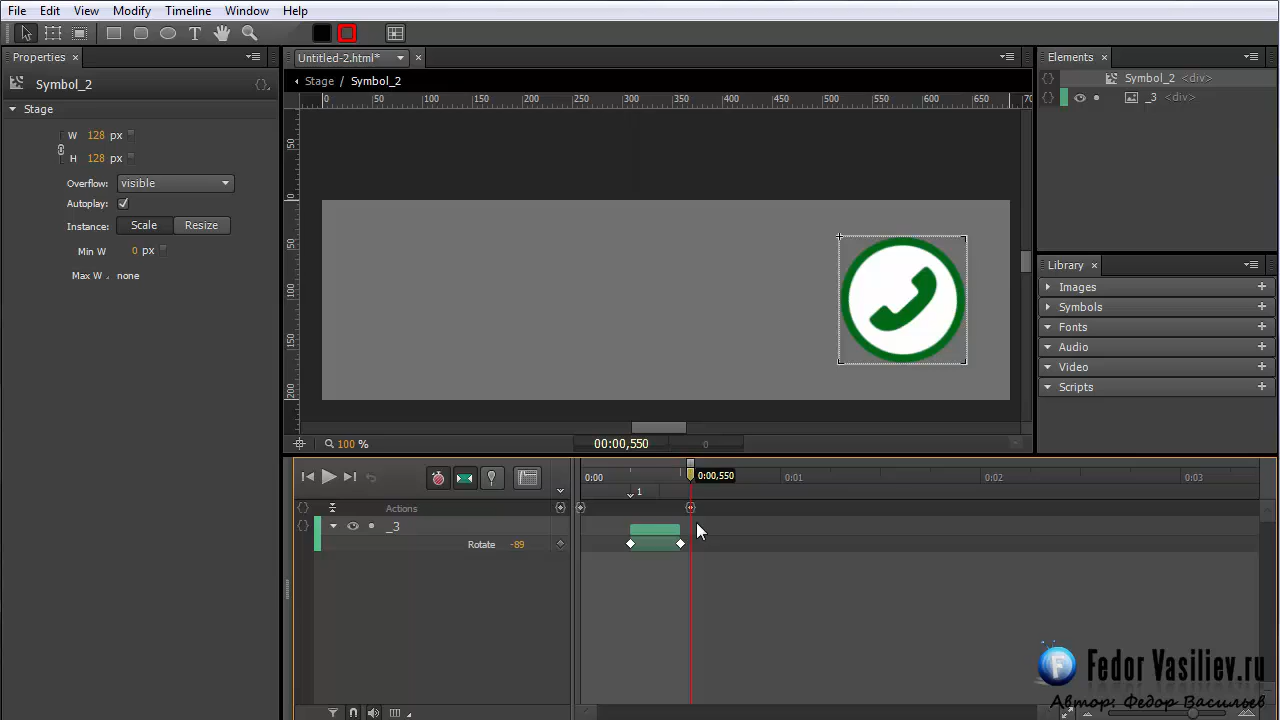 File Edit View Modify Timeline Window Help
Properties ×
Symbol_2
Stage
W 128 px
H 128 px
Overflow: visible
Autoplay:
Instance: Scale Resize
Min W 0 px
Max W none
Untitled-2.html* ×
Stage / Symbol_2
0 50 100 150 200 250 300 350 400 450 500 550 600 650 70
50 0 50 100 150 200
100 % 00:00,550 0
Elements ×
Symbol_2 <div>
_3 <div>
Library ×
Images +
Symbols +
Fonts +
Audio +
Video +
Scripts +
0:00 0:00,550 0:01 0:02 0:03
1
Actions
_3
Rotate -89
F Fedor Vasiliev.ru
Автор: Федор Васильев